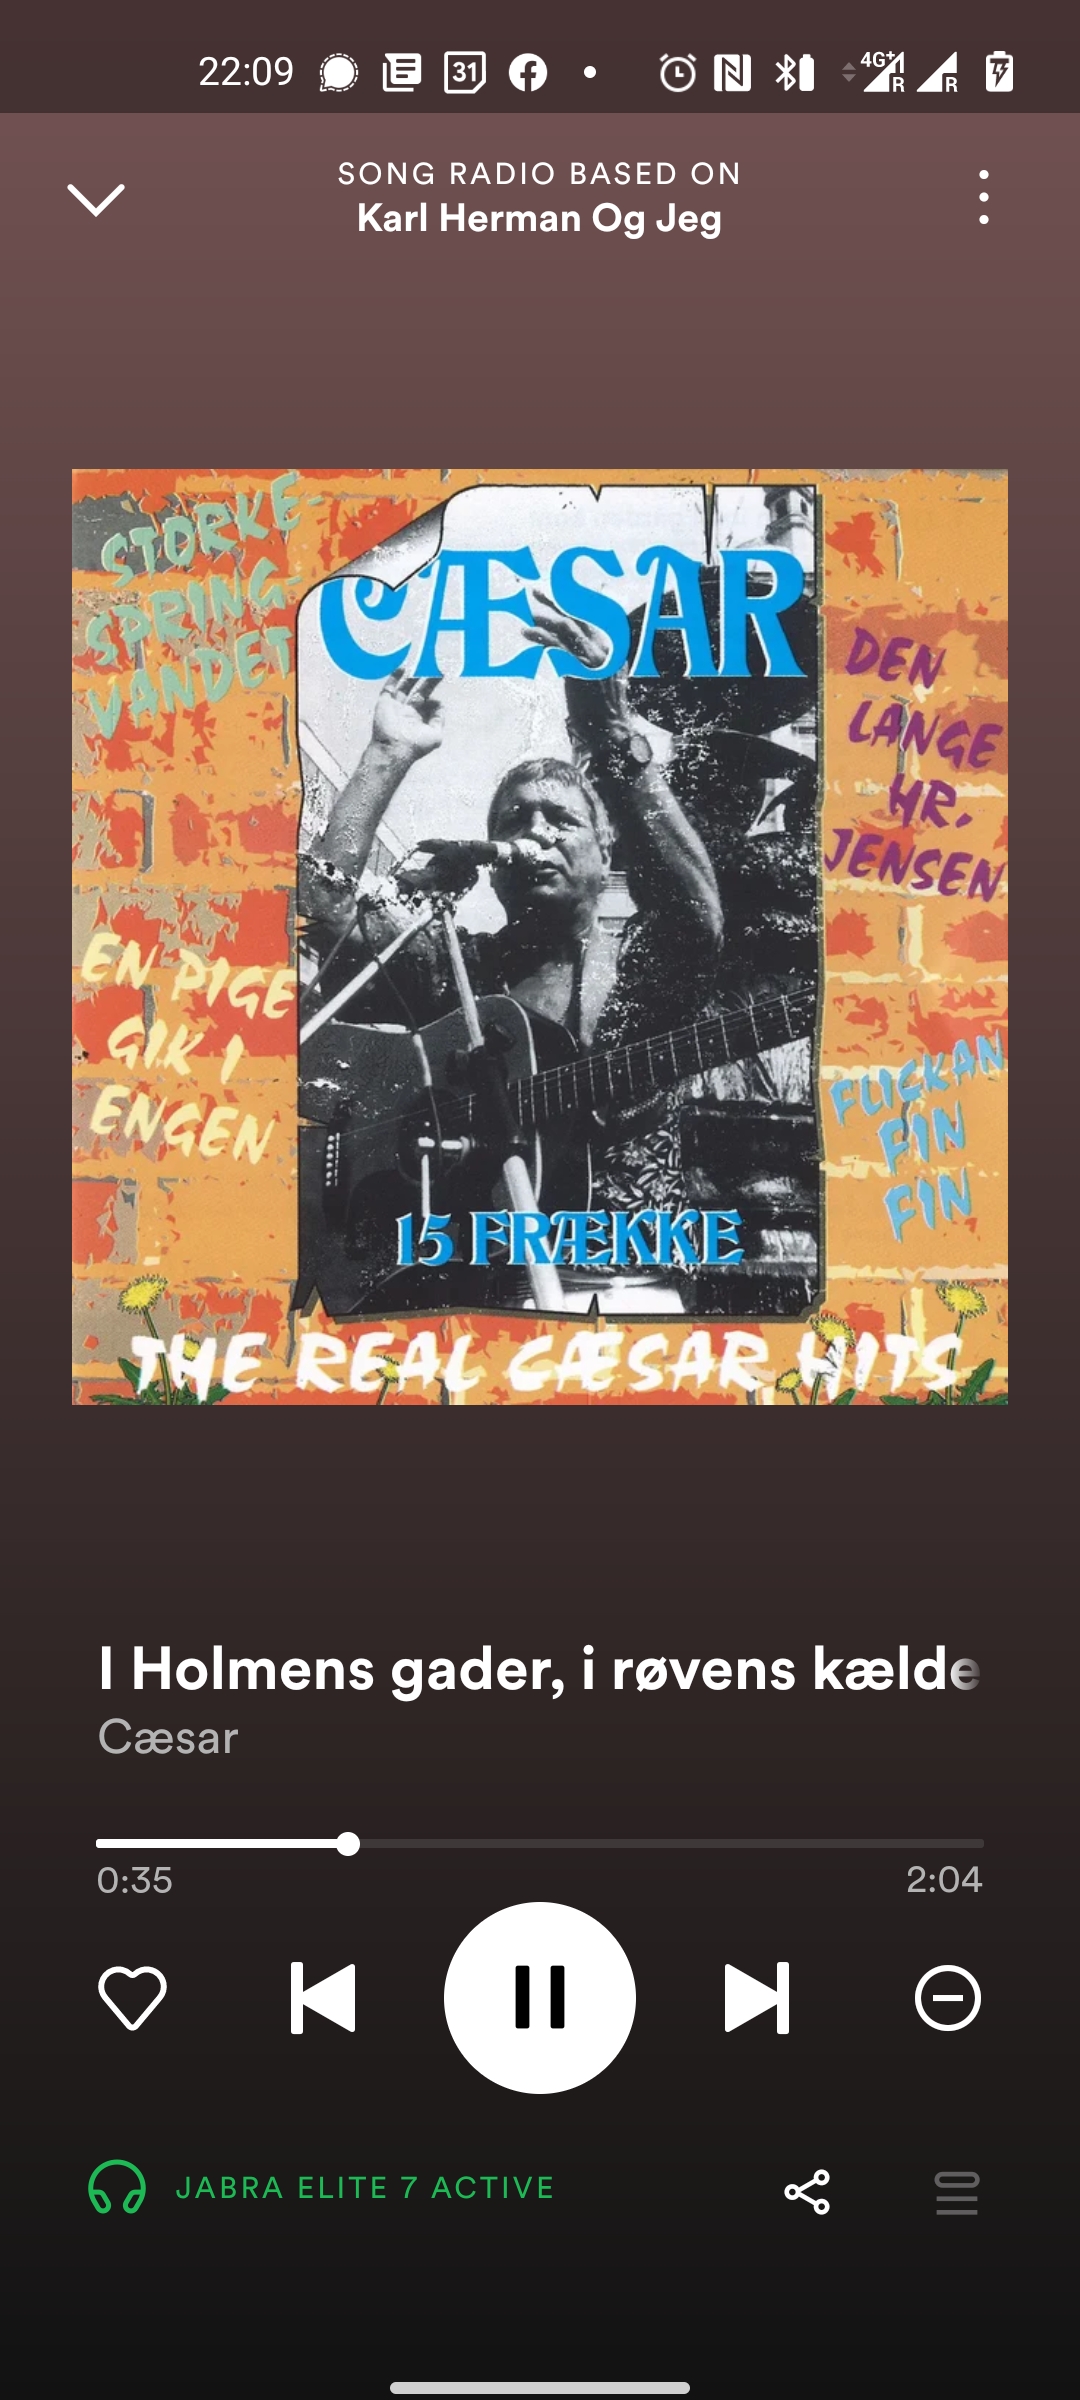 22:09
31
4G+
R
R
SONG RADIO BASED ON
Karl Herman Og Jeg
STORKE-
SPRING-
VANDET
CÆSAR
DEN
LANGE
HR.
JENSEN
EN PIGE
GIK I
ENGEN
FLICKAN
FIN
FIN
15 FRÆKKE
THE REAL CÆSAR HITS
I Holmens gader, i røvens kælde
Cæsar
0:35
2:04
JABRA ELITE 7 ACTIVE